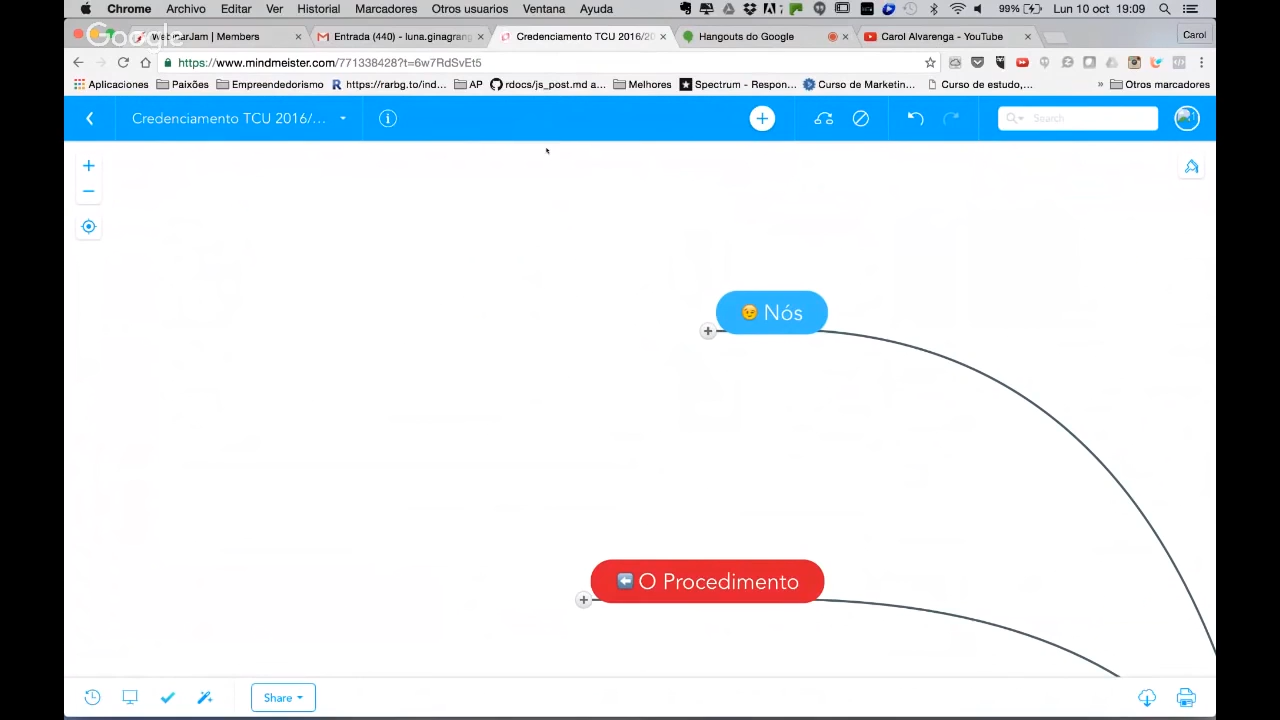 Chrome Archivo Editar Ver Historial Marcadores Otros usuarios Ventana Ayuda 99% Lun 10 oct 19:09
Google
WebinarJam | Members Entrada (440) - luna.ginagran Credenciamento TCU 2016/20 Hangouts do Google Carol Alvarenga - YouTube Carol
https://www.mindmeister.com/771338428?t=6w7RdSvEt5
Aplicaciones Paixões Empreendedorismo https://rarbg.to/ind... AP rdocs/js_post.md a... Melhores Spectrum - Respon... Curso de Marketin... Curso de estudo,... » Otros marcadores
Credenciamento TCU 2016/... Search
Nós
O Procedimento
Share